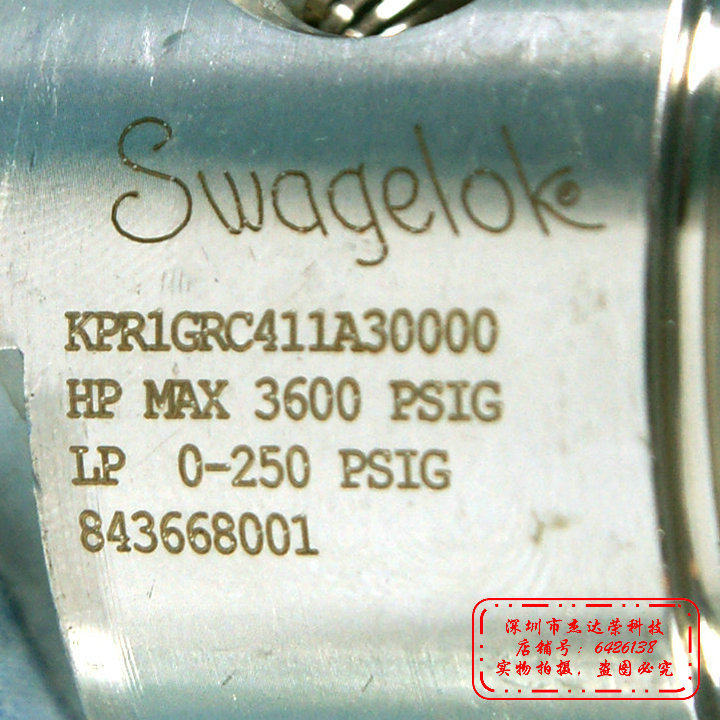 Swagelok
KPR1GRC411A30000
HP MAX 3600 PSIG
LP 0-250 PSIG
843668001
深圳市杰达荣科技
店铺号：6426138
实物拍摄，盗图必究